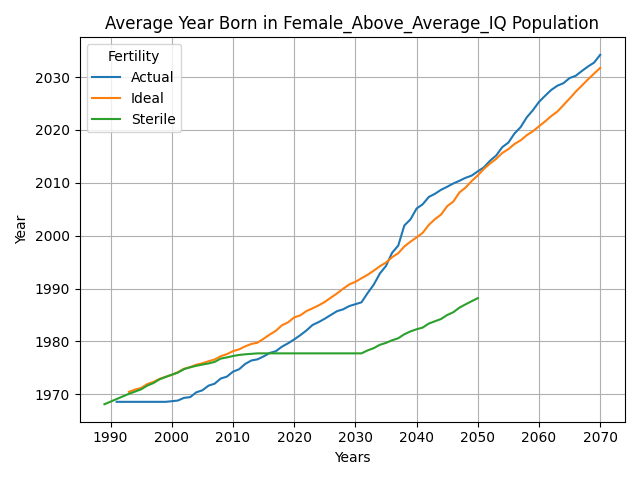 Average Year Born in Female_Above_Average_IQ Population
Fertility
Actual
Ideal
Sterile
Year
2030
2020
2010
2000
1990
1980
1970
1990 2000 2010 2020 2030 2040 2050 2060 2070
Years